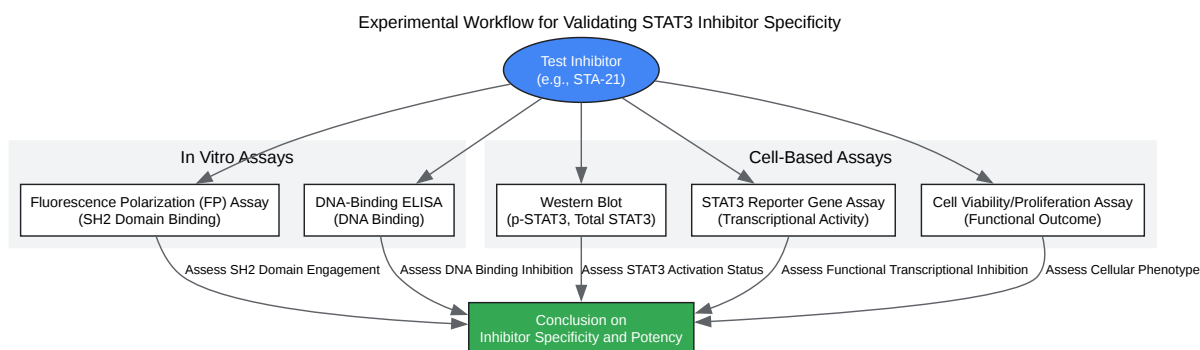 Experimental Workflow for Validating STAT3 Inhibitor Specificity
Test Inhibitor
(e.g., STA-21)
In Vitro Assays
Cell-Based Assays
Fluorescence Polarization (FP) Assay
(SH2 Domain Binding)
DNA-Binding ELISA
(DNA Binding)
Western Blot
(p-STAT3, Total STAT3)
STAT3 Reporter Gene Assay
(Transcriptional Activity)
Cell Viability/Proliferation Assay
(Functional Outcome)
Assess SH2 Domain Engagement
Assess DNA Binding Inhibition
Assess STAT3 Activation Status
Assess Functional Transcriptional Inhibition
Assess Cellular Phenotype
Conclusion on
Inhibitor Specificity and Potency